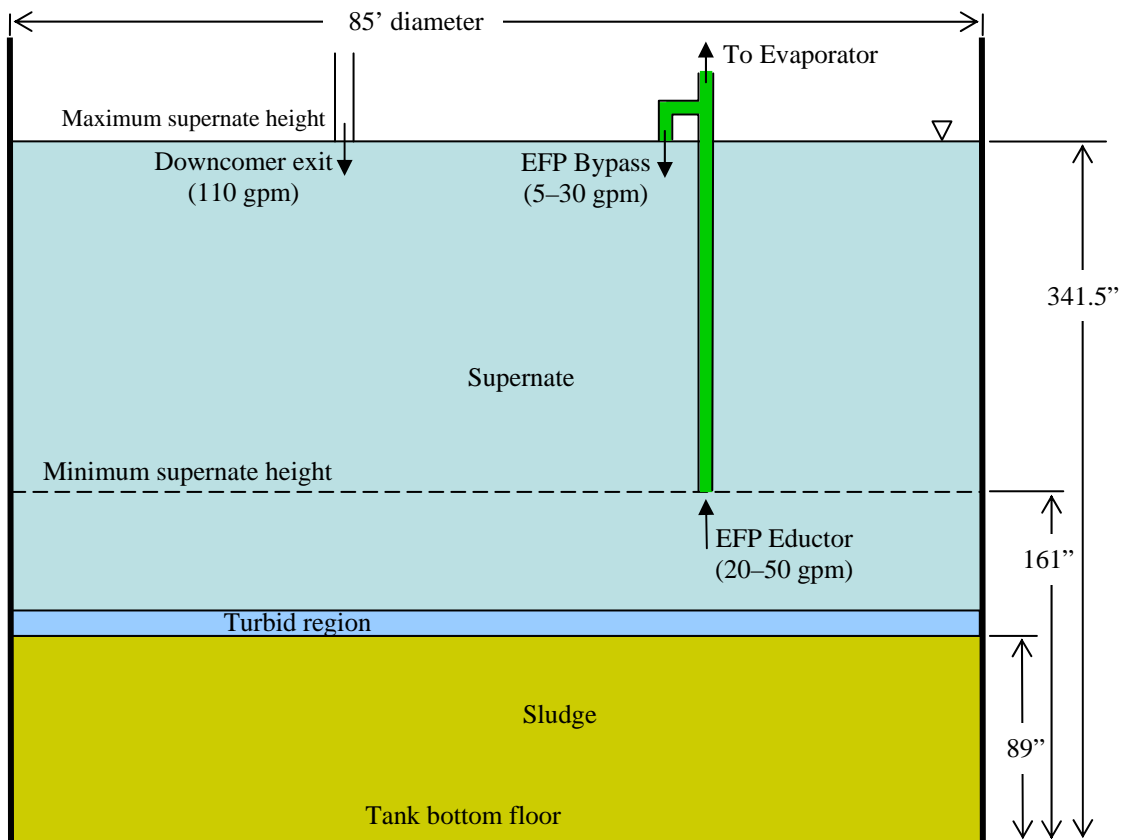 85’ diameter
To Evaporator
Maximum supernate height
Downcomer exit
(110 gpm)
EFP Bypass
(5–30 gpm)
341.5”
Supernate
Minimum supernate height
EFP Eductor
(20–50 gpm)
161”
Turbid region
Sludge
89”
Tank bottom floor